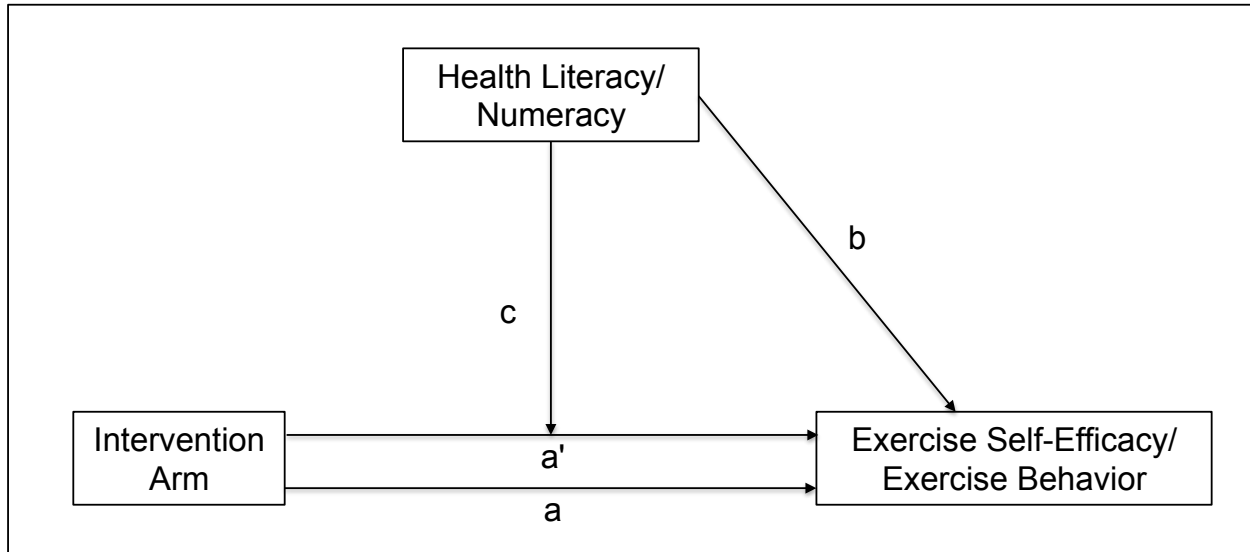 Health Literacy/
Numeracy
b
c
Intervention
Arm
a'
a
Exercise Self-Efficacy/
Exercise Behavior